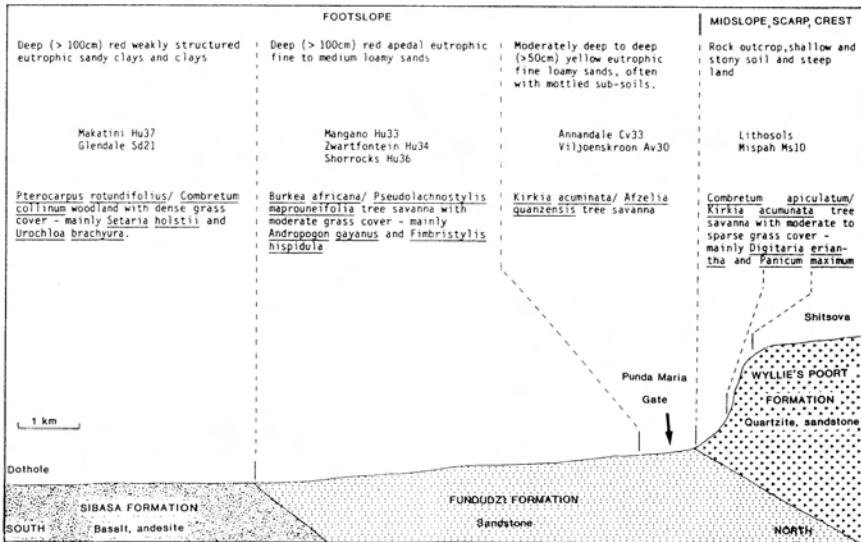 FOOTSLOPE
MIDSLOPE, SCARP, CREST
Deep (> 100cm) red weakly structured
eutrophic sandy clays and clays
Makatini Hu37
Glendale Sd21
Pterocarpus rotundifolius/ Combretum
collinum woodland with dense grass
cover - mainly Setaria holstii and
Urochloa brachyura.
Deep (> 100cm) red apedal eutrophic
fine to medium loamy sands
Mangano Hu33
Zwartfontein Hu34
Shorrocks Hu36
Burkea africana/ Pseudolachnostylis
maprouneifolia tree savanna with
moderate grass cover - mainly
Andropogon gayanus and Fimbristylis
hispidula
Moderately deep to deep
(>50cm) yellow eutrophic
fine loamy sands, often
with mottled sub-soils.
Annandale Cv33
Viljoenskroon Av30
Kirkia acuminata/ Afzelia
quanzensis tree savanna
Rock outcrop,shallow and
stony soil and steep
land
Lithosols
Mispah Ms10
Combretum apiculatum/
Kirkia acumunata tree
savanna with moderate to
sparse grass cover -
mainly Digitaria erian-
tha and Panicum maximum
Shitsova
Punda Maria
Gate
WYLLIE'S POORT
FORMATION
Quartzite, sandstone
1 km
Dothole
SIBASA FORMATION
Basalt, andesite
SOUTH
FUNDUDZI FORMATION
Sandstone
NORTH